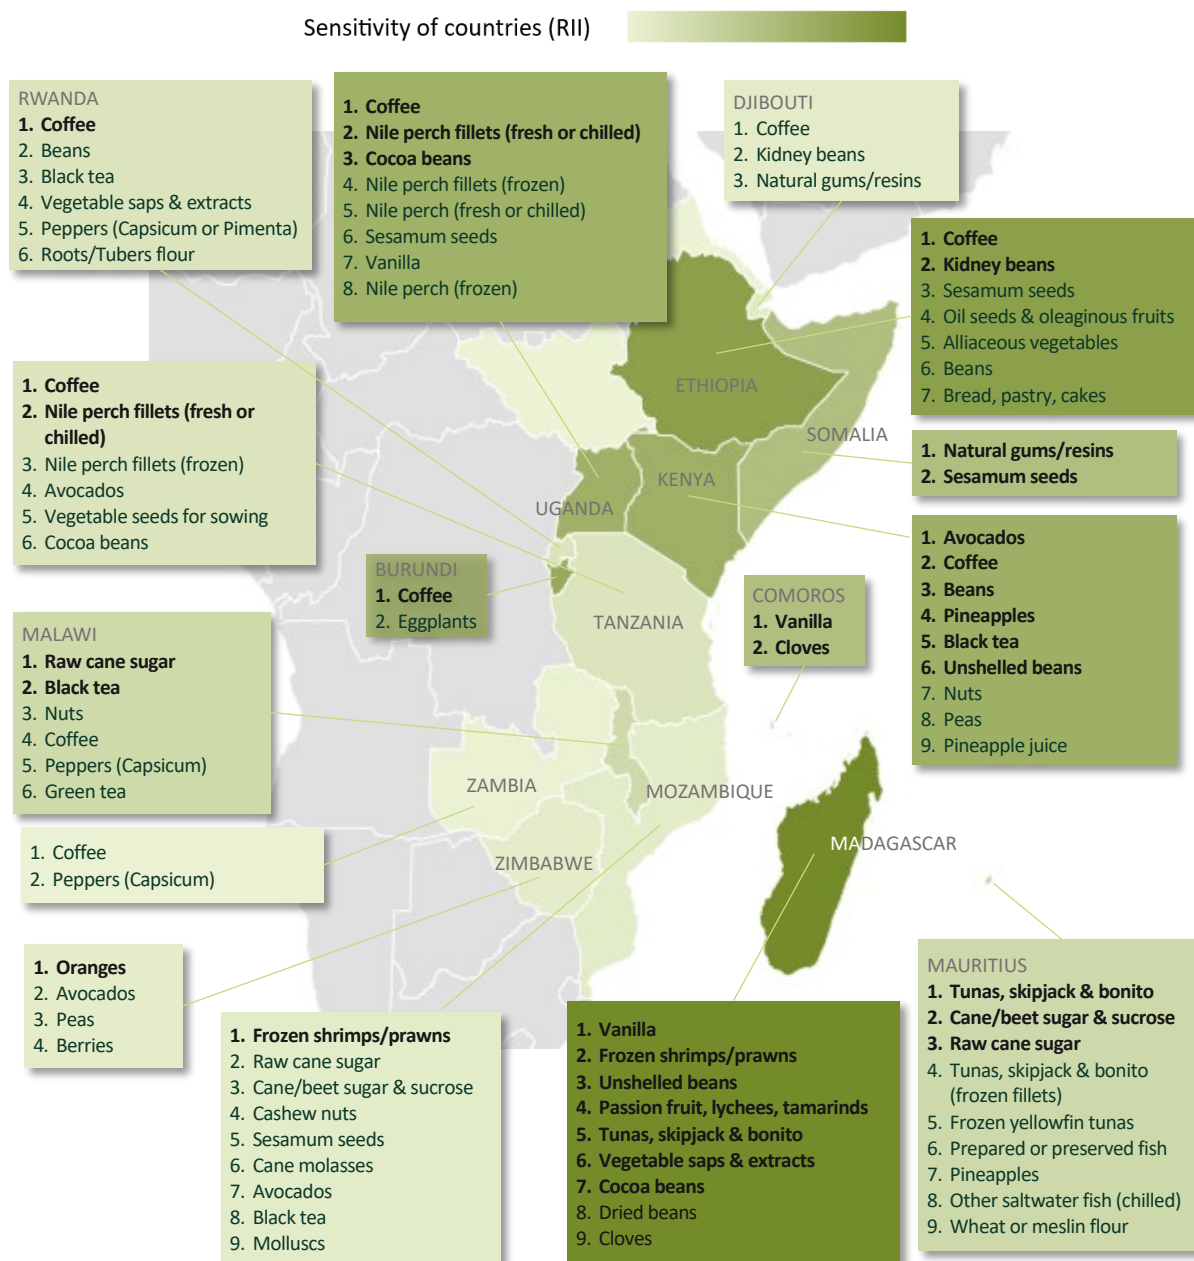 Sensitivity of countries (RII)
RWANDA
1. Coffee
2. Beans
3. Black tea
4. Vegetable saps & extracts
5. Peppers (Capsicum or Pimenta)
6. Roots/Tubers flour
1. Coffee
2. Nile perch fillets (fresh or chilled)
3. Cocoa beans
4. Nile perch fillets (frozen)
5. Nile perch (fresh or chilled)
6. Sesamum seeds
7. Vanilla
8. Nile perch (frozen)
DJIBOUTI
1. Coffee
2. Kidney beans
3. Natural gums/resins
1. Coffee
2. Kidney beans
3. Sesamum seeds
4. Oil seeds & oleaginous fruits
5. Alliaceous vegetables
6. Beans
7. Bread, pastry, cakes
1. Coffee
2. Nile perch fillets (fresh or
chilled)
3. Nile perch fillets (frozen)
4. Avocados
5. Vegetable seeds for sowing
6. Cocoa beans
ETHIOPIA
SOMALIA
1. Natural gums/resins
2. Sesamum seeds
KENYA
UGANDA
1. Avocados
2. Coffee
3. Beans
4. Pineapples
5. Black tea
6. Unshelled beans
7. Nuts
8. Peas
9. Pineapple juice
BURUNDI
1. Coffee
2. Eggplants
TANZANIA
COMOROS
1. Vanilla
2. Cloves
MALAWI
1. Raw cane sugar
2. Black tea
3. Nuts
4. Coffee
5. Peppers (Capsicum)
6. Green tea
ZAMBIA
MOZAMBIQUE
1. Coffee
2. Peppers (Capsicum)
ZIMBABWE
MADAGASCAR
1. Oranges
2. Avocados
3. Peas
4. Berries
1. Frozen shrimps/prawns
2. Raw cane sugar
3. Cane/beet sugar & sucrose
4. Cashew nuts
5. Sesamum seeds
6. Cane molasses
7. Avocados
8. Black tea
9. Molluscs
1. Vanilla
2. Frozen shrimps/prawns
3. Unshelled beans
4. Passion fruit, lychees, tamarinds
5. Tunas, skipjack & bonito
6. Vegetable saps & extracts
7. Cocoa beans
8. Dried beans
9. Cloves
MAURITIUS
1. Tunas, skipjack & bonito
2. Cane/beet sugar & sucrose
3. Raw cane sugar
4. Tunas, skipjack & bonito
(frozen fillets)
5. Frozen yellowfin tunas
6. Prepared or preserved fish
7. Pineapples
8. Other saltwater fish (chilled)
9. Wheat or meslin flour